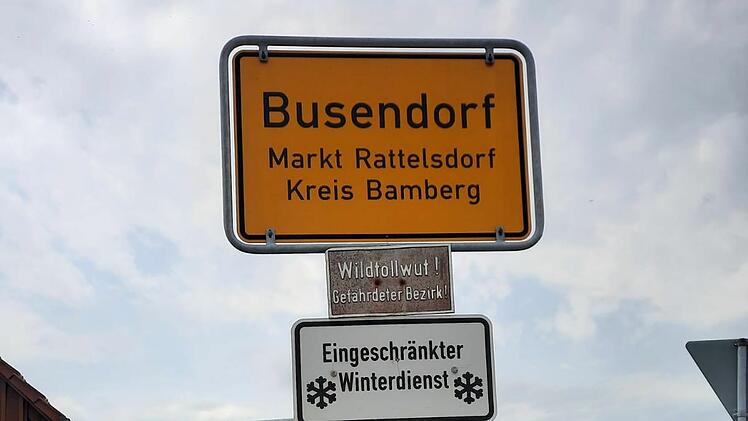 Busendorf
Markt Rattelsdorf
Kreis Bamberg
Wildtollwut!
Gefährdeter Bezirk!
Eingeschränkter
Winterdienst